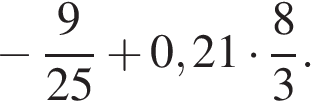 − 9/25 + 0,21 · 8/3.